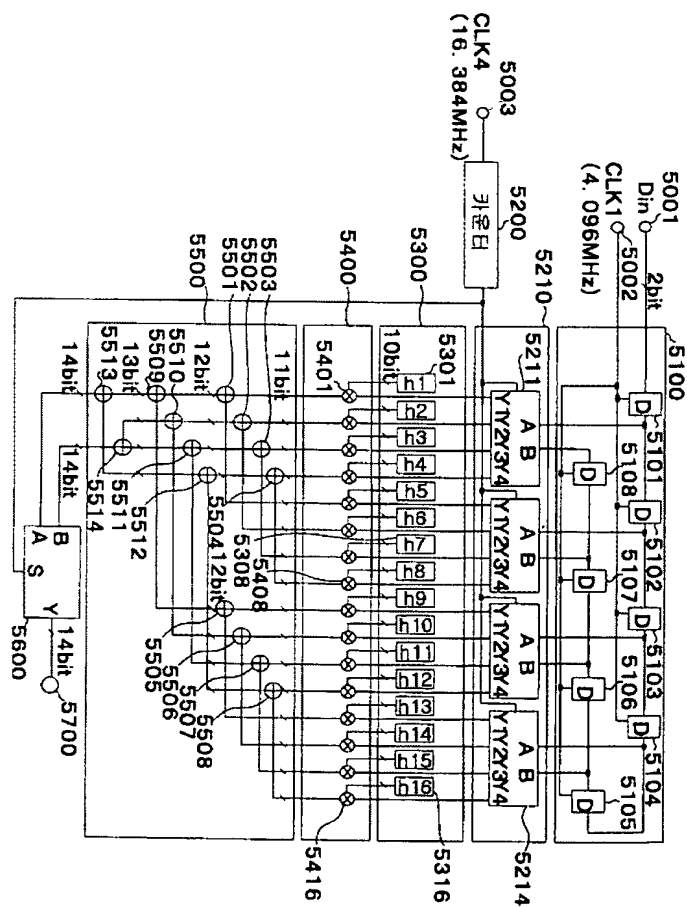 5001
Din
5002
CLK1
(4. 096MHz)
2bit
5003
CLK4
(16. 384MHz)
카운터
5200
5100
D
5101
D
5102
D
5103
D
5104
D
5108
D
5107
D
5106
D
5105
5210
5211
A B
Y1Y2Y3Y4
A B
Y1Y2Y3Y4
A B
Y1Y2Y3Y4
A B
Y1Y2Y3Y4
5214
5300
10bit
5301
h1
h2
h3
h4
h5
h6
h7
h8
h9
h10
h11
h12
h13
h14
h15
h16
5308
5316
5400
5401
5408
5416
5500
5501
5502
5503
11bit
12bit
5504
12bit
5505
5506
5507
5508
13bit
5509
5510
5511
5512
14bit
5513
5514
14bit
B
A
S
Y
14bit
5600
5700